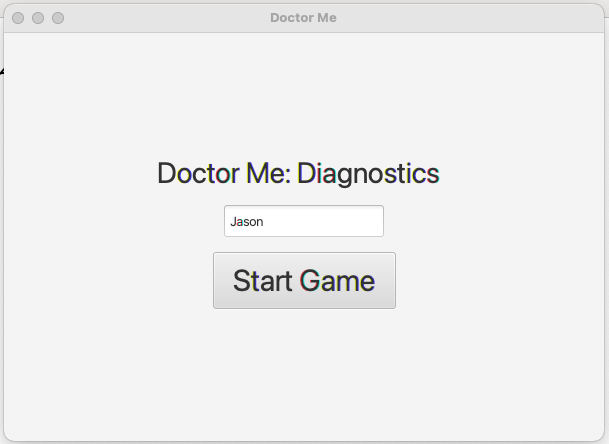 Doctor Me
Doctor Me: Diagnostics
Jason
Start Game